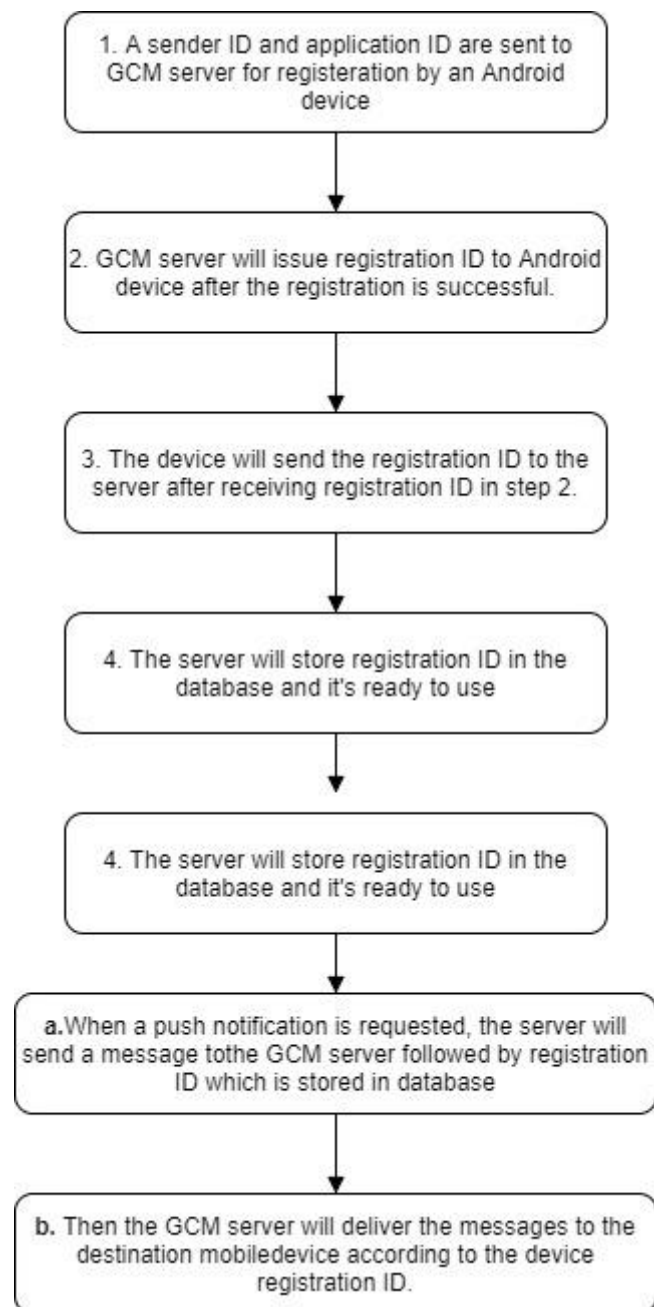 1. A sender ID and application ID are sent to
GCM server for registeration by an Android
device
2. GCM server will issue registration ID to Android
device after the registration is successful.
3. The device will send the registration ID to the
server after receiving registration ID in step 2.
4. The server will store registration ID in the
database and it's ready to use
4. The server will store registration ID in the
database and it's ready to use
a.When a push notification is requested, the server will
send a message tothe GCM server followed by registration
ID which is stored in database
b. Then the GCM server will deliver the messages to the
destination mobiledevice according to the device
registration ID.